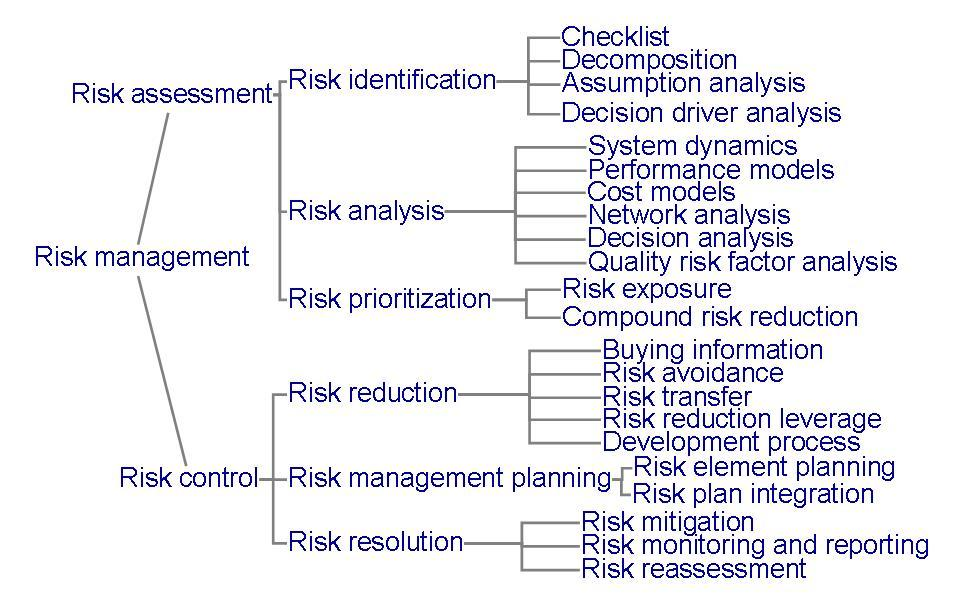 Risk management
Risk assessment
Risk identification
Checklist
Decomposition
Assumption analysis
Decision driver analysis
Risk analysis
System dynamics
Performance models
Cost models
Network analysis
Decision analysis
Quality risk factor analysis
Risk prioritization
Risk exposure
Compound risk reduction
Risk control
Risk reduction
Buying information
Risk avoidance
Risk transfer
Risk reduction leverage
Development process
Risk management planning
Risk element planning
Risk plan integration
Risk resolution
Risk mitigation
Risk monitoring and reporting
Risk reassessment